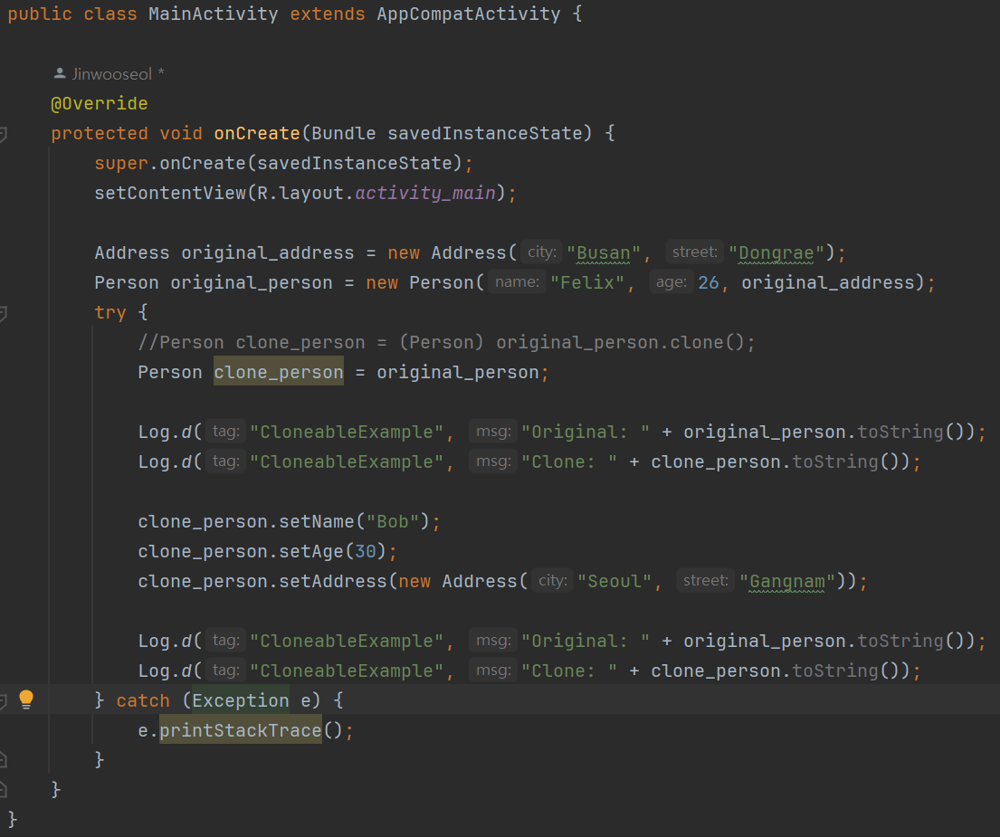 public class MainActivity extends AppCompatActivity {
Jinwooseol *
@Override
protected void onCreate(Bundle savedInstanceState) {
super.onCreate(savedInstanceState);
setContentView(R.layout.activity_main);
Address original_address = new Address( city: "Busan", street: "Dongrae");
Person original_person = new Person( name: "Felix", age: 26, original_address);
try {
//Person clone_person = (Person) original_person.clone();
Person clone_person = original_person;
Log.d( tag: "CloneableExample", msg: "Original: " + original_person.toString());
Log.d( tag: "CloneableExample", msg: "Clone: " + clone_person.toString());
clone_person.setName("Bob");
clone_person.setAge(30);
clone_person.setAddress(new Address( city: "Seoul", street: "Gangnam"));
Log.d( tag: "CloneableExample", msg: "Original: " + original_person.toString());
Log.d( tag: "CloneableExample", msg: "Clone: " + clone_person.toString());
} catch (Exception e) {
e.printStackTrace();
}
}
}